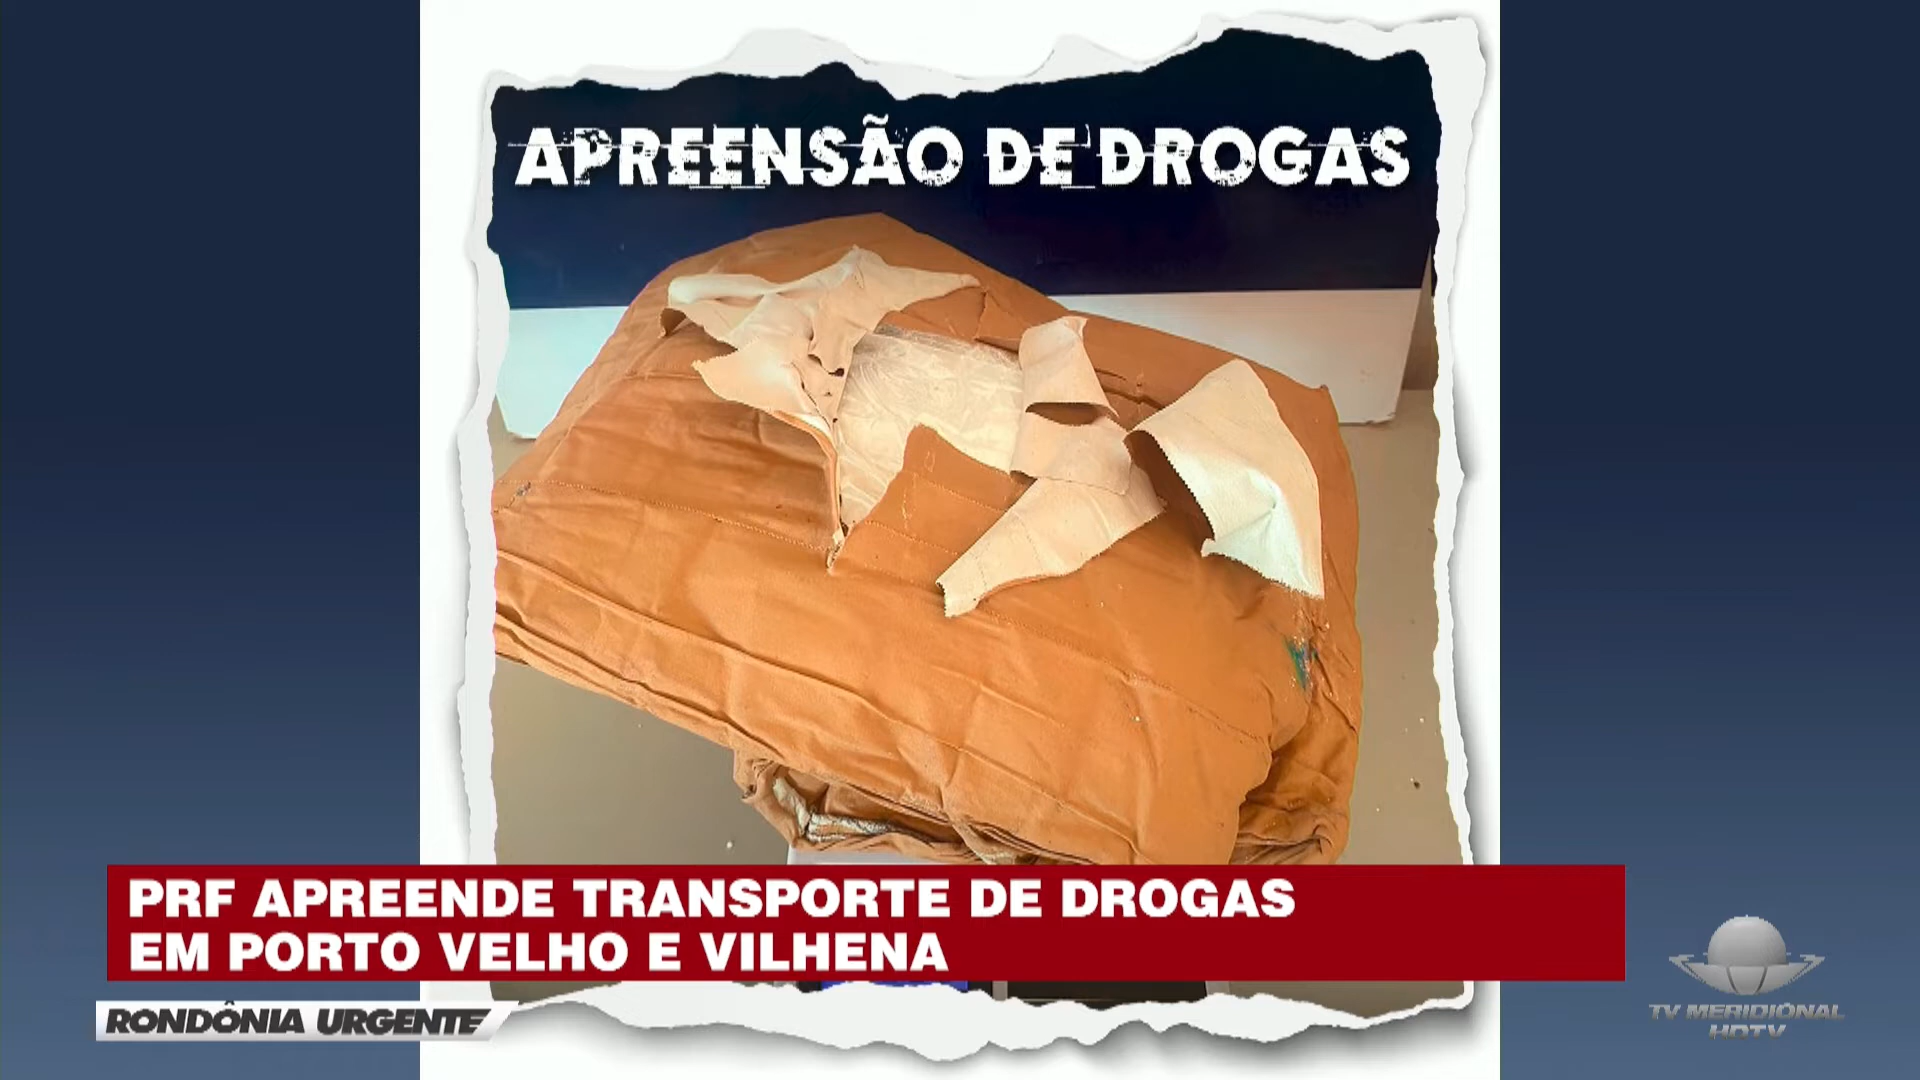 APREENSÃO DE DROGAS
PRF APREENDE TRANSPORTE DE DROGAS
EM PORTO VELHO E VILHENA
RONDÔNIA URGENTE
TV MERIDIONAL
HDTV